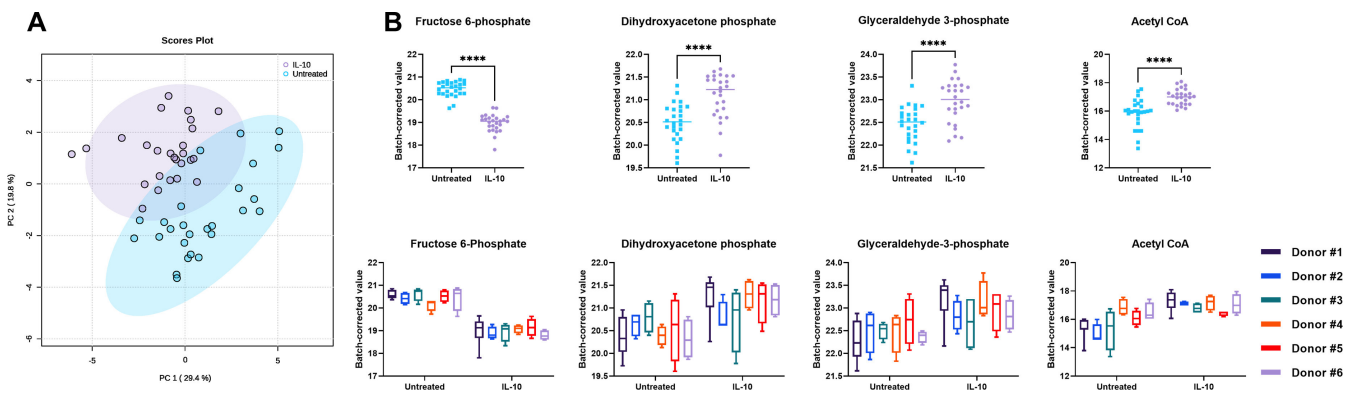 A
Scores Plot
IL-10
Untreated
4
2
0
-2
-4
-6
PC 2 ( 19.8 %)
-5
0
5
PC 1 ( 29.4 %)
B
Fructose 6-phosphate
Batch-corrected value
22
21
20
19
18
17
****
Untreated
IL-10
Dihydroxyacetone phosphate
Batch-corrected value
22.0
21.5
21.0
20.5
20.0
19.5
****
Untreated
IL-10
Glyceraldehyde 3-phosphate
Batch-corrected value
24.0
23.5
23.0
22.5
22.0
21.5
****
Untreated
IL-10
Acetyl CoA
Batch-corrected value
20
18
16
14
12
****
Untreated
IL-10
Fructose 6-Phosphate
Batch-corrected value
22
21
20
19
18
17
Untreated
IL-10
Dihydroxyacetone phosphate
Batch-corrected value
22.0
21.5
21.0
20.5
20.0
19.5
Untreated
IL-10
Glyceraldehyde-3-phosphate
Batch-corrected value
24.0
23.5
23.0
22.5
22.0
21.5
Untreated
IL-10
Acetyl CoA
Batch-corrected value
20
18
16
14
12
Untreated
IL-10
Donor #1
Donor #2
Donor #3
Donor #4
Donor #5
Donor #6